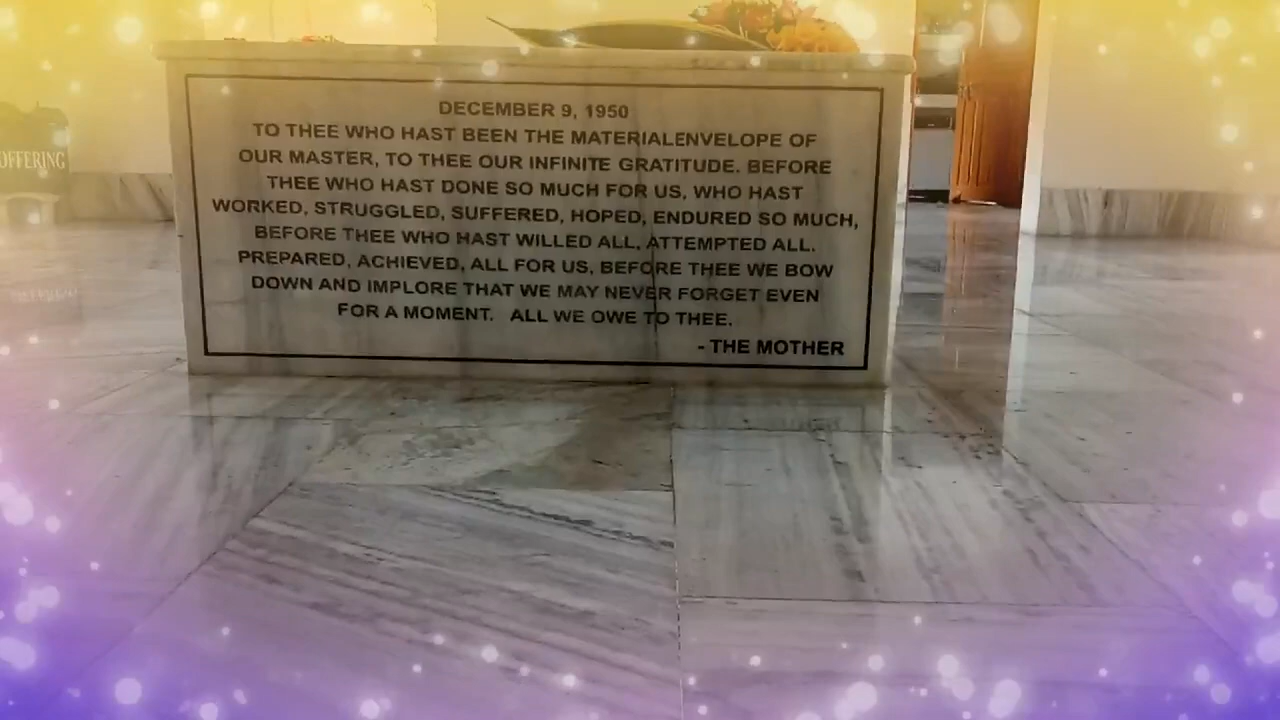 OFFERING
DECEMBER 9, 1950
TO THEE WHO HAST BEEN THE MATERIALENVELOPE OF
OUR MASTER, TO THEE OUR INFINITE GRATITUDE. BEFORE
THEE WHO HAST DONE SO MUCH FOR US, WHO HAST
WORKED, STRUGGLED, SUFFERED, HOPED, ENDURED SO MUCH,
BEFORE THEE WHO HAST WILLED ALL, ATTEMPTED ALL.
PREPARED, ACHIEVED, ALL FOR US, BEFORE THEE WE BOW
DOWN AND IMPLORE THAT WE MAY NEVER FORGET EVEN
FOR A MOMENT. ALL WE OWE TO THEE.
- THE MOTHER